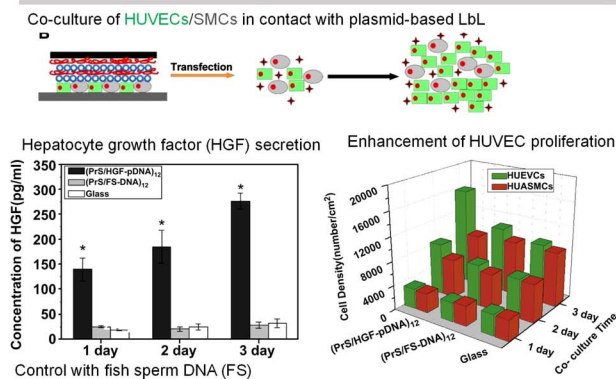 Co-culture of HUVECs/SMCs in contact with plasmid-based LbL
Transfection
Hepatocyte growth factor (HGF) secretion
Concentration of HGF(pg/ml)
350
300
250
200
150
100
50
0
(PrS/HGF-pDNA)12
(PrS/FS-DNA)12
Glass
*
*
*
1 day
2 day
3 day
Control with fish sperm DNA (FS)
Enhancement of HUVEC proliferation
HUEVCs
HUASMCs
Cell Density(number/cm2)
20000
16000
12000
8000
4000
0
(PrS/HGF-pDNA)12
(PrS/FS-DNA)12
Glass
1 day
2 day
3 day
Co- culture Time